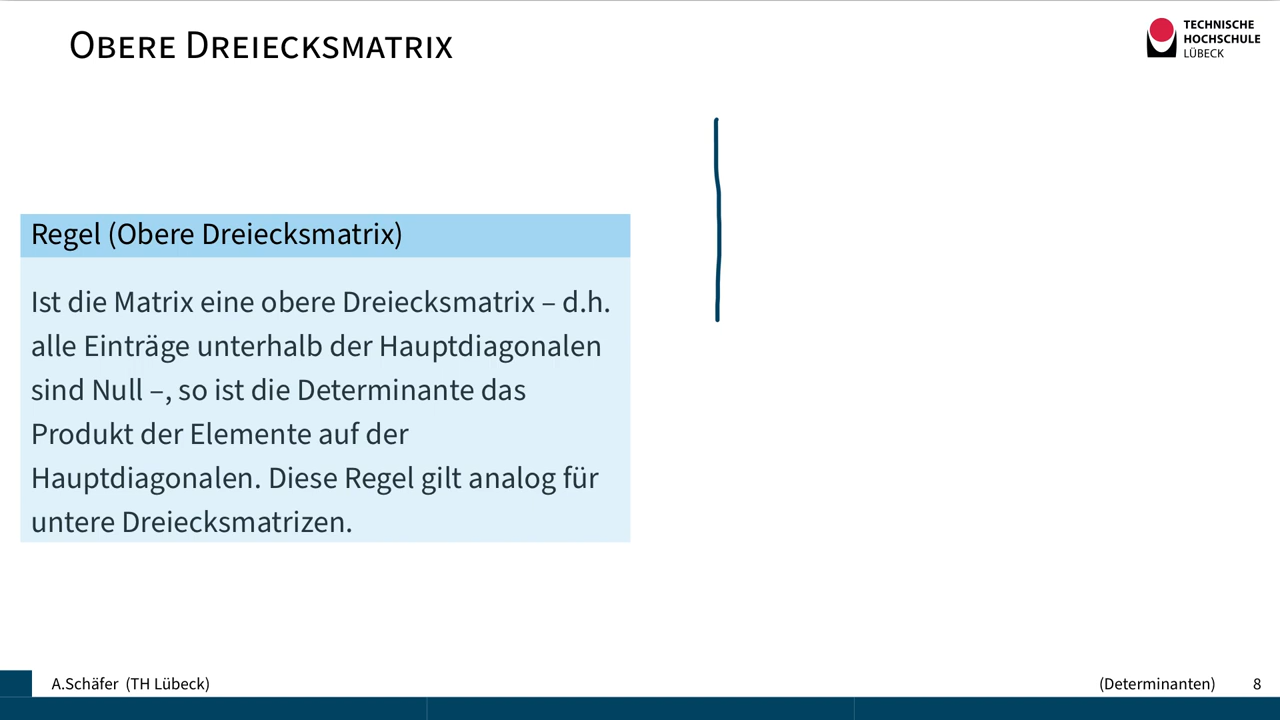 OBERE DREIECKSMATRIX
TECHNISCHE
HOCHSCHULE
LÜBECK
Regel (Obere Dreiecksmatrix)
Ist die Matrix eine obere Dreiecksmatrix – d.h.
alle Einträge unterhalb der Hauptdiagonalen
sind Null –, so ist die Determinante das
Produkt der Elemente auf der
Hauptdiagonalen. Diese Regel gilt analog für
untere Dreiecksmatrizen.
A.Schäfer (TH Lübeck)
(Determinanten) 8